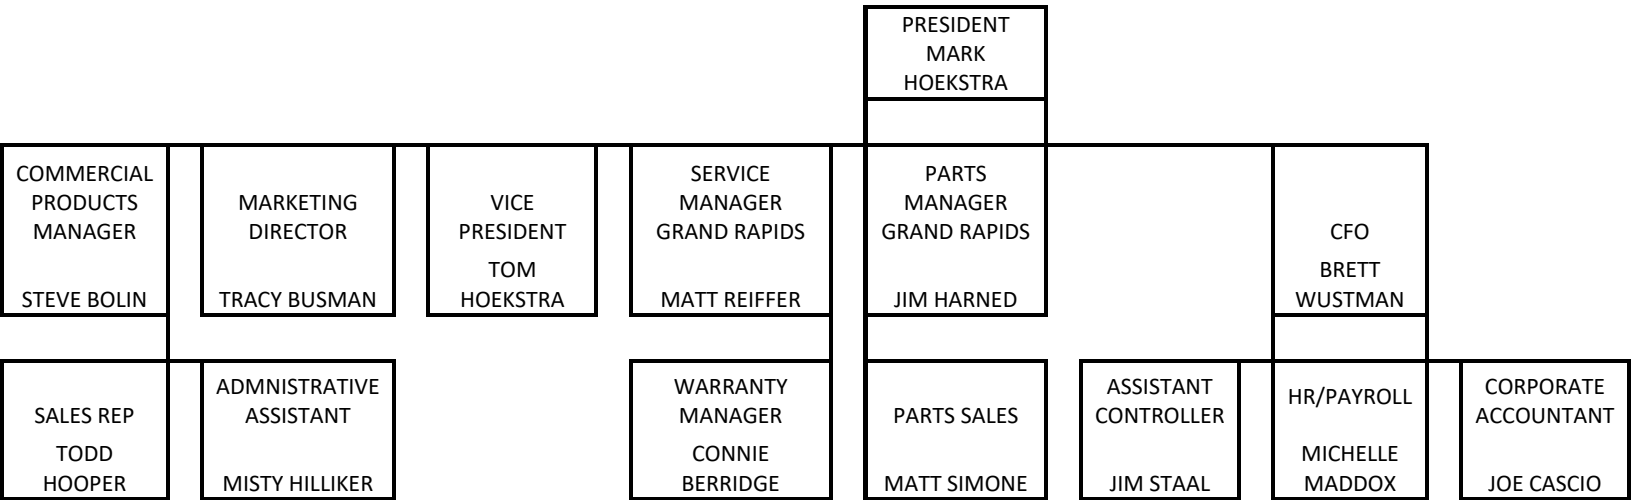 PRESIDENT
MARK
HOEKSTRA
COMMERCIAL
PRODUCTS
MANAGER
STEVE BOLIN
MARKETING
DIRECTOR
TRACY BUSMAN
VICE
PRESIDENT
TOM
HOEKSTRA
SERVICE
MANAGER
GRAND RAPIDS
MATT REIFFER
PARTS
MANAGER
GRAND RAPIDS
JIM HARNED
CFO
BRETT
WUSTMAN
SALES REP
TODD
HOOPER
ADMNISTRATIVE
ASSISTANT
MISTY HILLIKER
WARRANTY
MANAGER
CONNIE
BERRIDGE
PARTS SALES
MATT SIMONE
ASSISTANT
CONTROLLER
JIM STAAL
HR/PAYROLL
MICHELLE
MADDOX
CORPORATE
ACCOUNTANT
JOE CASCIO